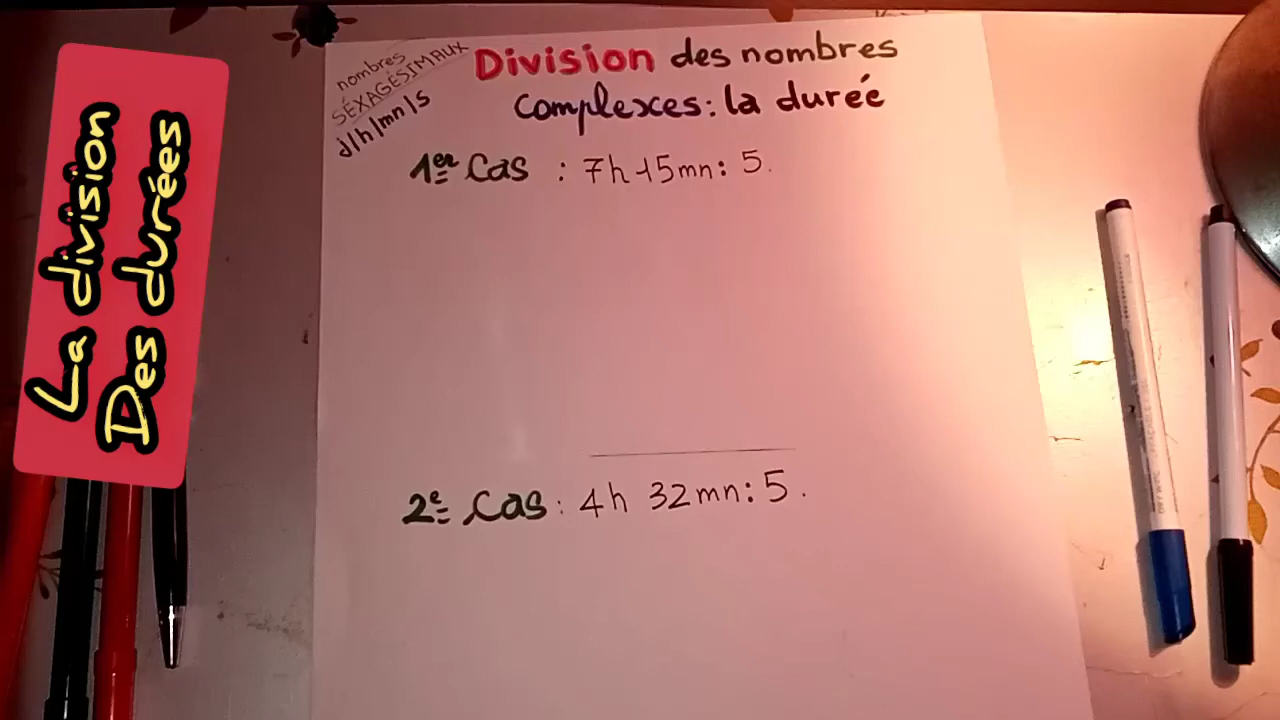 La division
Des durées
nombres
SÉXAGÉSIMAUX
j/h/mn/s
Division des nombres
complexes: la durée
1er Cas : 7h 15mn: 5.
2e Cas: 4h 32mn: 5.